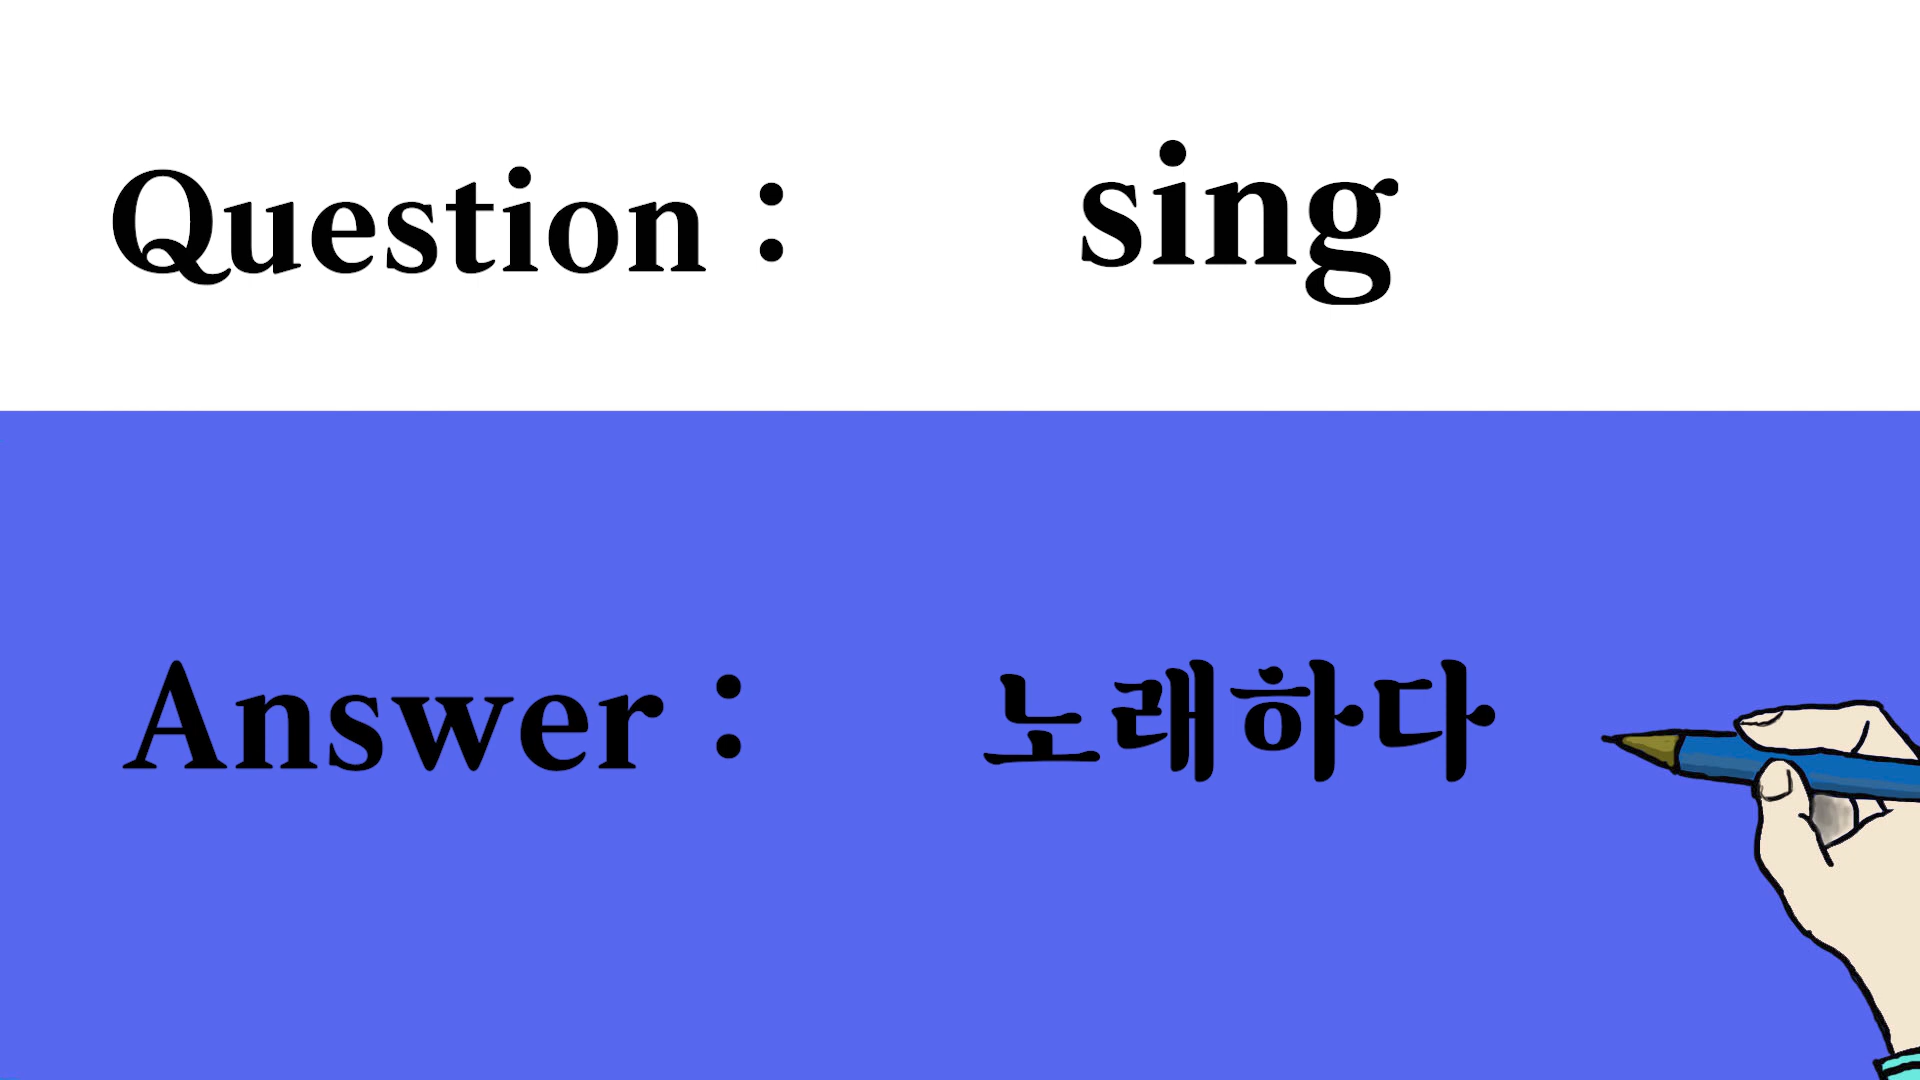 Question : sing
Answer : 노래하다